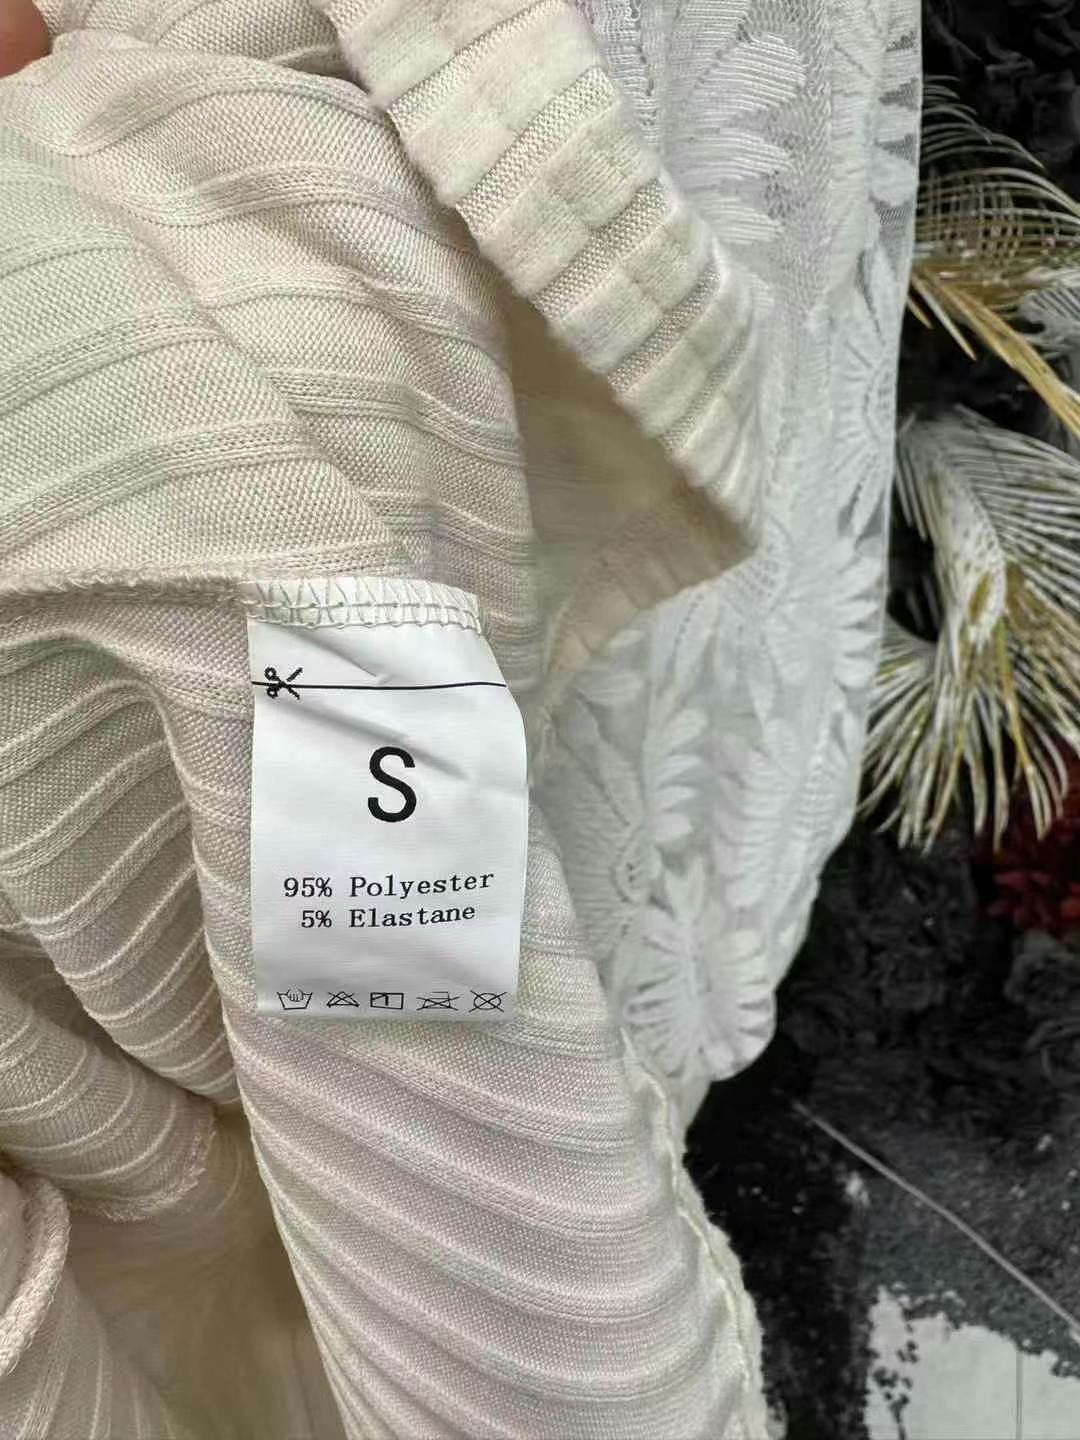 S
95% Polyester
5% Elastane